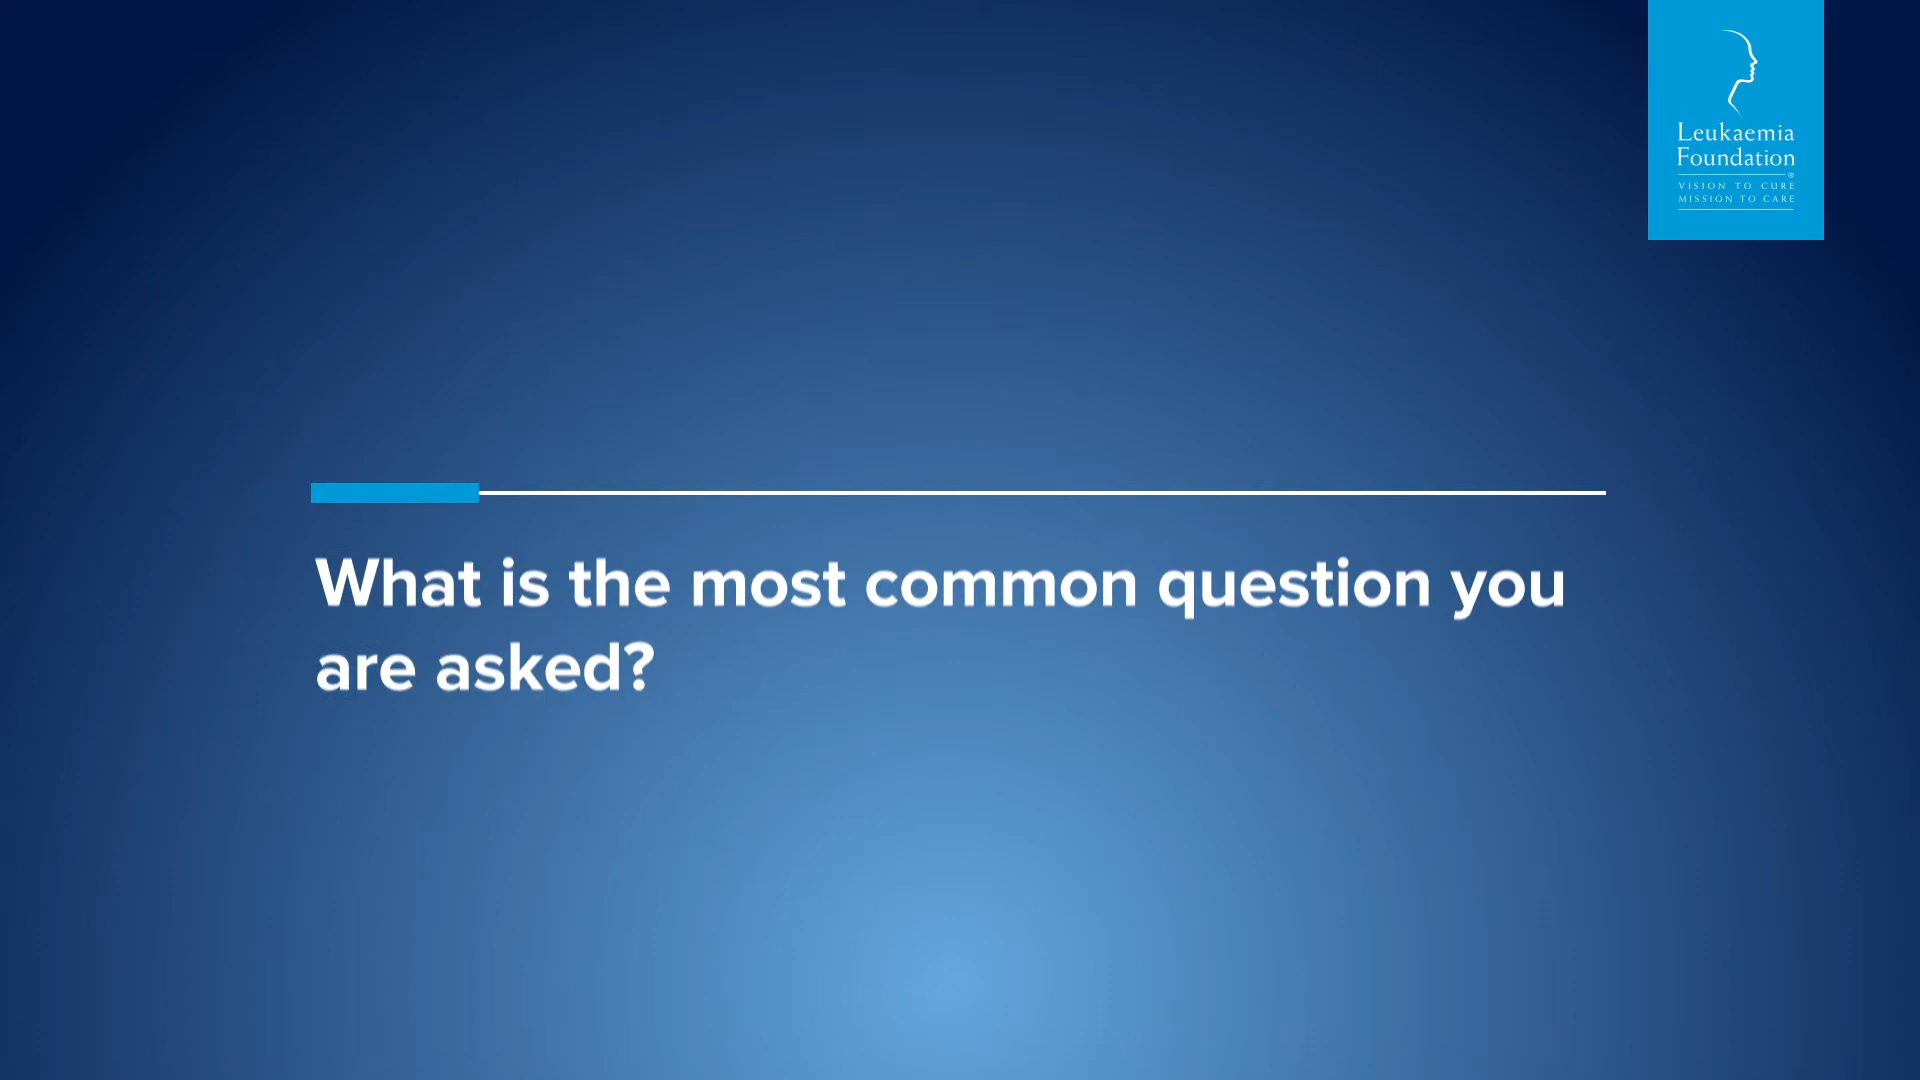 Leukaemia
Foundation
®
VISION TO CURE
MISSION TO CARE
What is the most common question you
are asked?